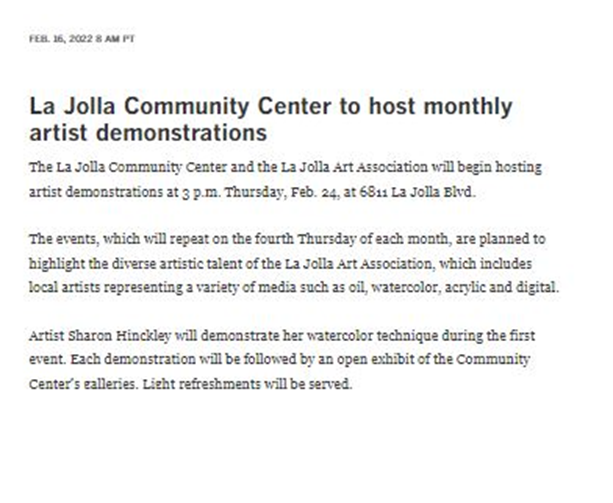 FEB. 16, 2022 8 AM PT
La Jolla Community Center to host monthly
artist demonstrations
The La Jolla Community Center and the La Jolla Art Association will begin hosting
artist demonstrations at 3 p.m. Thursday, Feb. 24, at 6811 La Jolla Blvd.
The events, which will repeat on the fourth Thursday of each month, are planned to
highlight the diverse artistic talent of the La Jolla Art Association, which includes
local artists representing a variety of media such as oil, watercolor, acrylic and digital.
Artist Sharon Hinckley will demonstrate her watercolor technique during the first
event. Each demonstration will be followed by an open exhibit of the Community
Center's galleries. Light refreshments will be served.